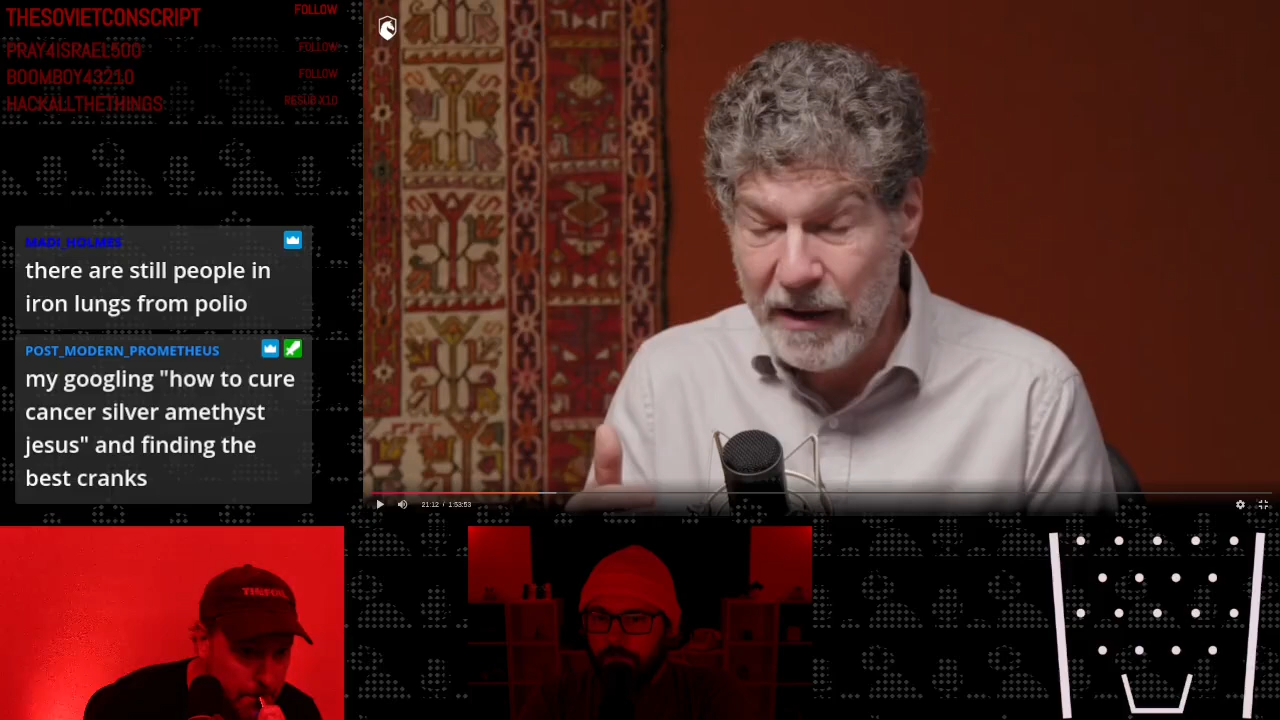 THESOVIETCONSCRIPT FOLLOW
PRAY4ISRAEL500 FOLLOW
BOOMBOY43210 FOLLOW
HACKALLTHETHINGS RESUB X10
MADI_HOLMES
there are still people in
iron lungs from polio
POST_MODERN_PROMETHEUS
my googling "how to cure
cancer silver amethyst
jesus" and finding the
best cranks
21:12 / 1:53:53